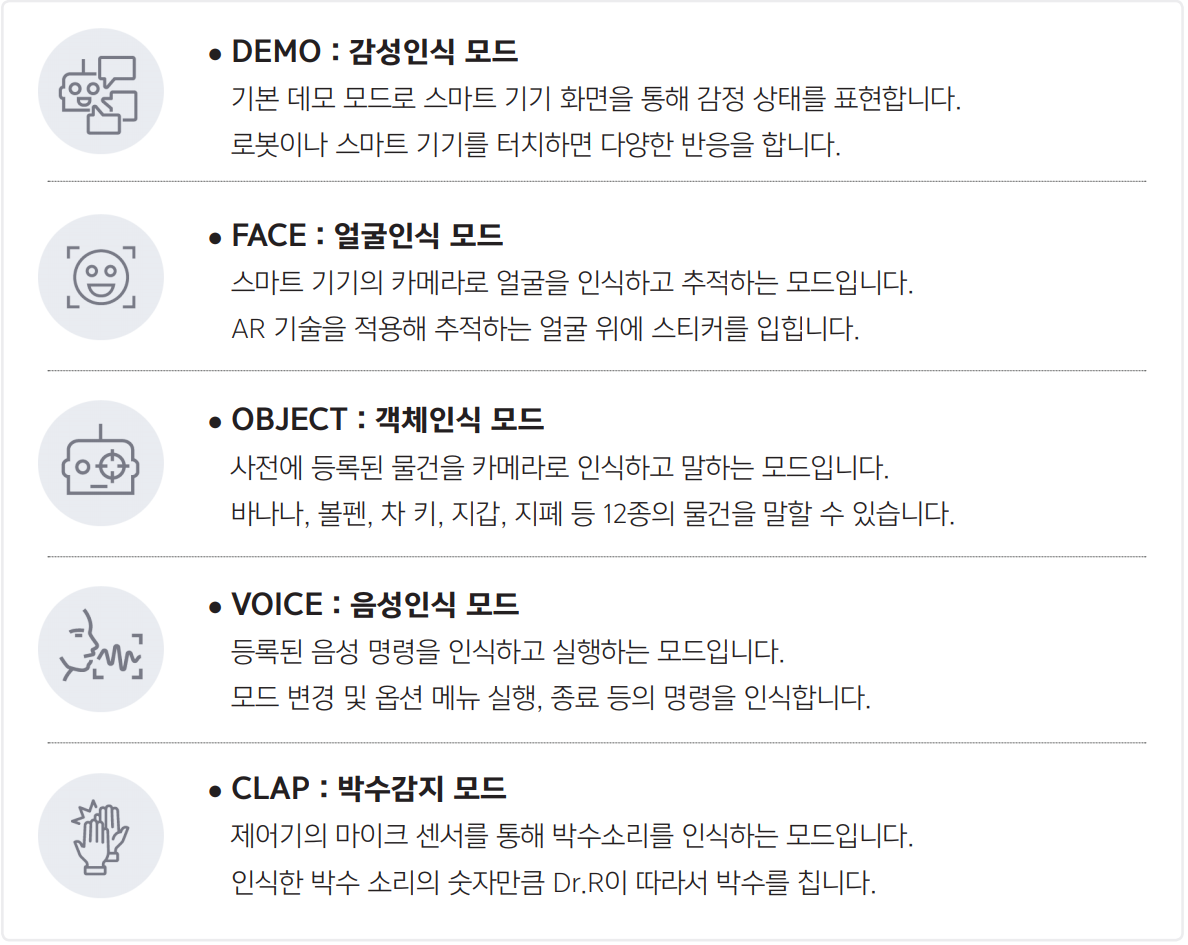 ● DEMO : 감성인식 모드
기본 데모 모드로 스마트 기기 화면을 통해 감정 상태를 표현합니다.
로봇이나 스마트 기기를 터치하면 다양한 반응을 합니다.
● FACE : 얼굴인식 모드
스마트 기기의 카메라로 얼굴을 인식하고 추적하는 모드입니다.
AR 기술을 적용해 추적하는 얼굴 위에 스티커를 입힙니다.
● OBJECT : 객체인식 모드
사전에 등록된 물건을 카메라로 인식하고 말하는 모드입니다.
바나나, 볼펜, 차 키, 지갑, 지폐 등 12종의 물건을 말할 수 있습니다.
● VOICE : 음성인식 모드
등록된 음성 명령을 인식하고 실행하는 모드입니다.
모드 변경 및 옵션 메뉴 실행, 종료 등의 명령을 인식합니다.
● CLAP : 박수감지 모드
제어기의 마이크 센서를 통해 박수소리를 인식하는 모드입니다.
인식한 박수 소리의 숫자만큼 Dr.R이 따라서 박수를 칩니다.